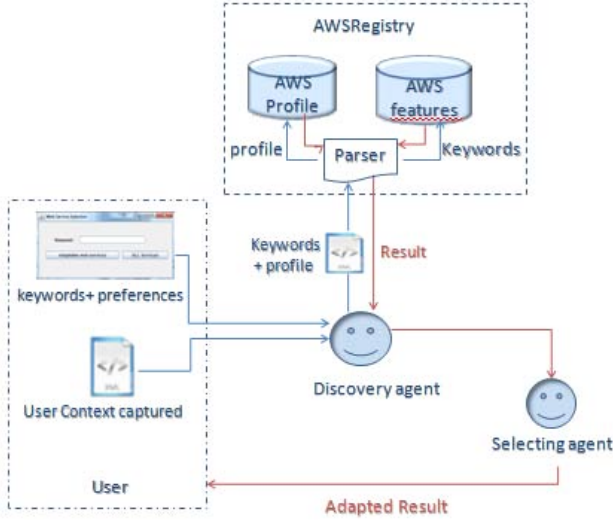 AWSRegistry
AWS
Profile
AWS
features
profile
Parser
Keywords
Keywords
+ profile
Result
keywords+ preferences
</>
User Context captured
Discovery agent
Selecting agent
User
Adapted Result